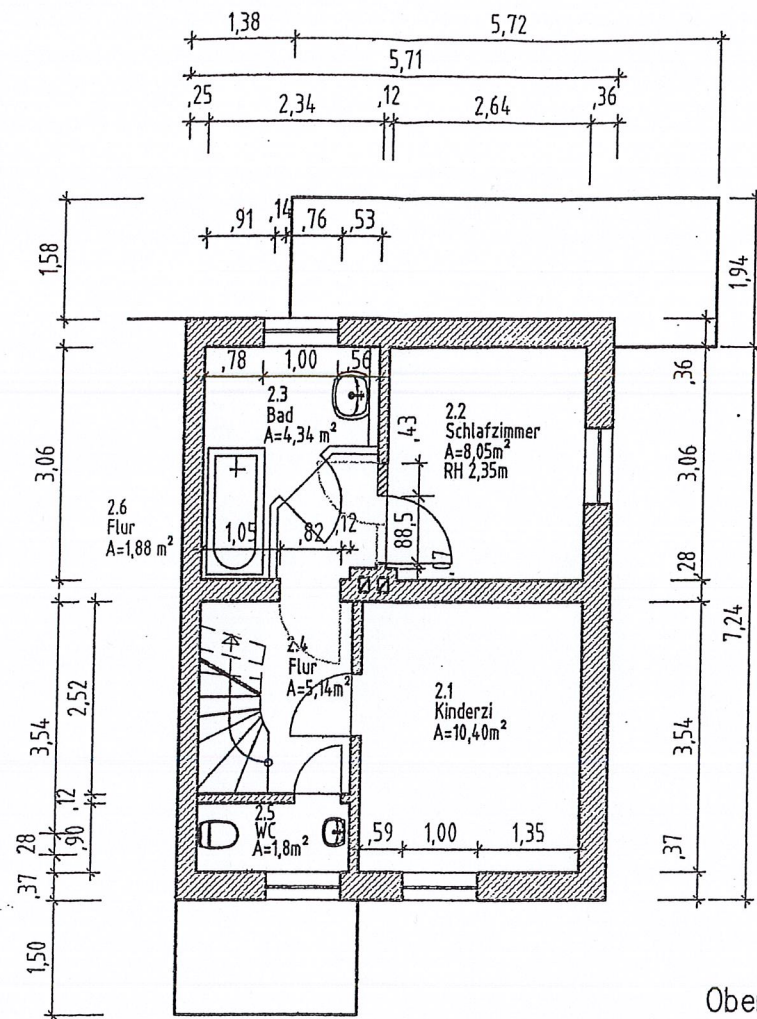 1,38 5,72
5,71
,25 2,34 ,12 2,64 ,36
,91 ,14 ,76 ,53
1,58
1,94
,78 1,00 ,56
2.3
Bad
A=4,34 m²
2.2
Schlafzimmer
A=8,05m²
RH 2,35m
,43
,36
3,06
3,06
2.6
Flur
A=1,88 m²
1,05 ,82 ,12
88,5
,07
,28
7,24
2.4
Flur
A=5,14m²
2,52
3,54
2.1
Kinderzi
A=10,40m²
3,54
,12
,90
28
2.5
WC
A=1,8m²
,59 1,00 1,35
,37
,37
1,50
Ober